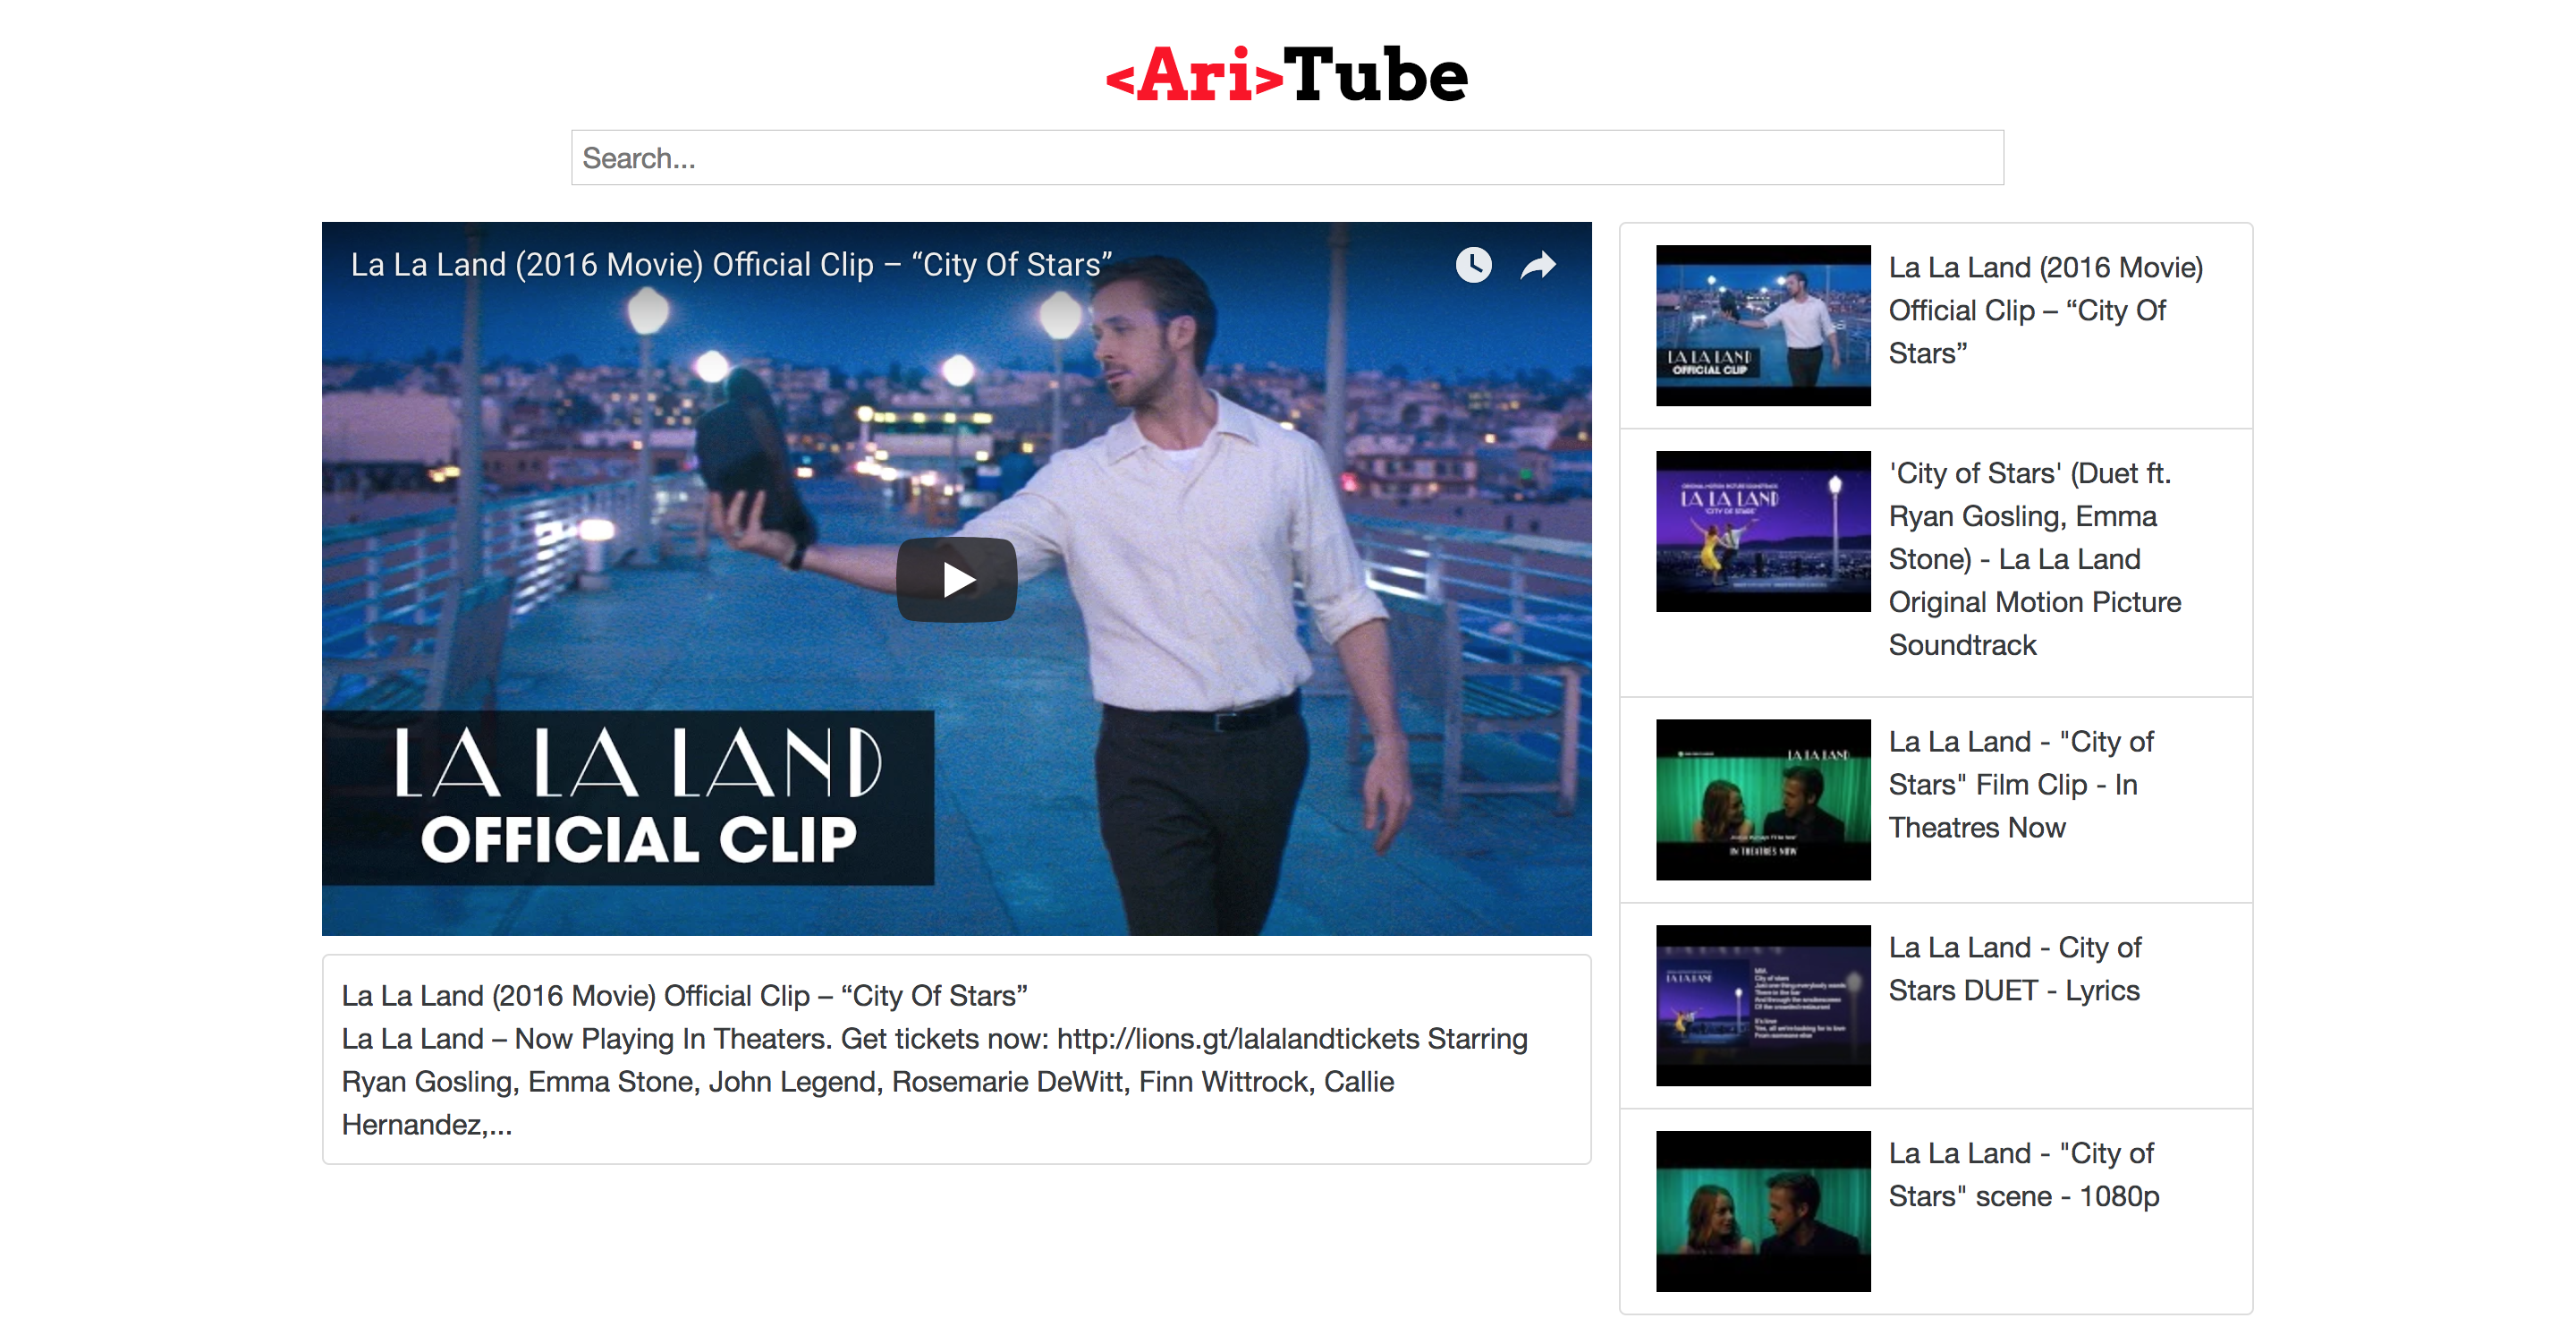 <Ari>Tube
Search...
La La Land (2016 Movie) Official Clip – “City Of Stars”
LA LA LAND
OFFICIAL CLIP
La La Land (2016 Movie) Official Clip – “City Of Stars”
La La Land – Now Playing In Theaters. Get tickets now: http://lions.gt/lalalandtickets Starring
Ryan Gosling, Emma Stone, John Legend, Rosemarie DeWitt, Finn Wittrock, Callie
Hernandez,...
LA LA LAND
OFFICIAL CLIP
La La Land (2016 Movie)
Official Clip – “City Of
Stars”
LA LA LAND
'City of Stars' (Duet ft.
Ryan Gosling, Emma
Stone) - La La Land
Original Motion Picture
Soundtrack
LA LA LAND
IN THEATRES NOW
La La Land - "City of
Stars" Film Clip - In
Theatres Now
LA LA LAND
La La Land - City of
Stars DUET - Lyrics
La La Land - "City of
Stars" scene - 1080p